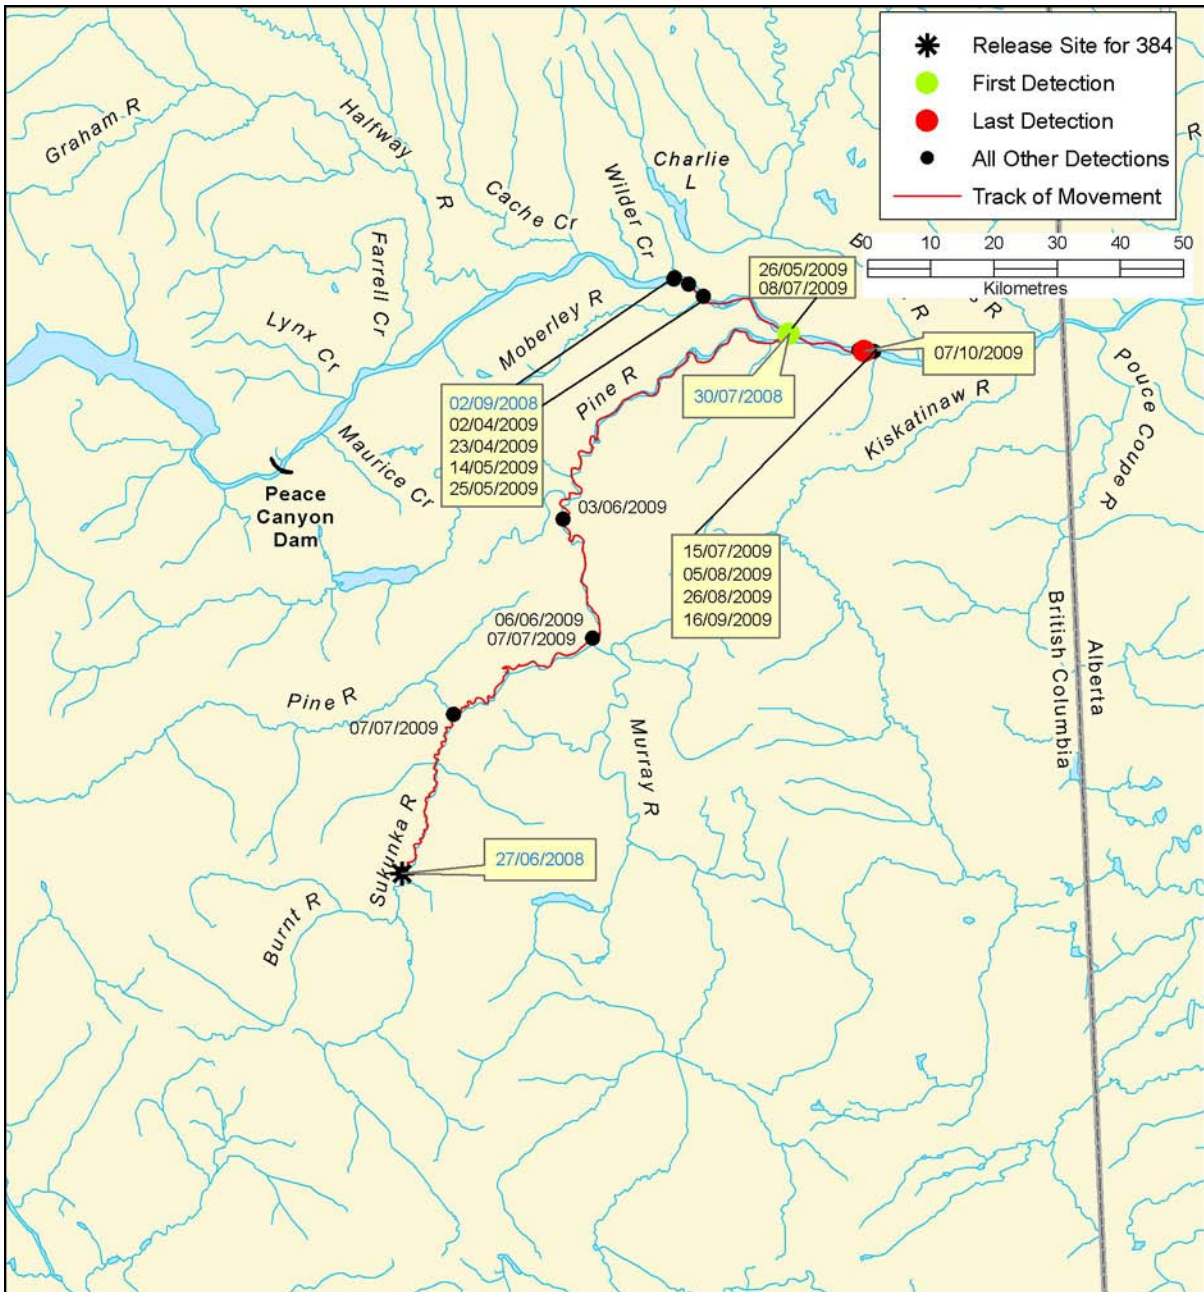 Release Site for 384
First Detection
Last Detection
All Other Detections
Track of Movement
0 10 20 30 40 50
Kilometres
Graham R
Halfway
R
Charlie
L
Wilder Cr
Cache Cr
Farrell Cr
Lynx Cr
Moberley R
R
R
R
26/05/2009
08/07/2009
07/10/2009
30/07/2008
Pine R
Kiskatinaw R
Pouce Coupe R
02/09/2008
02/04/2009
23/04/2009
14/05/2009
25/05/2009
Maurice Cr
Peace
Canyon
Dam
03/06/2009
15/07/2009
05/08/2009
26/08/2009
16/09/2009
06/06/2009
07/07/2009
British Columbia
Alberta
Pine R
07/07/2009
Murray R
Sukunka R
27/06/2008
Burnt R